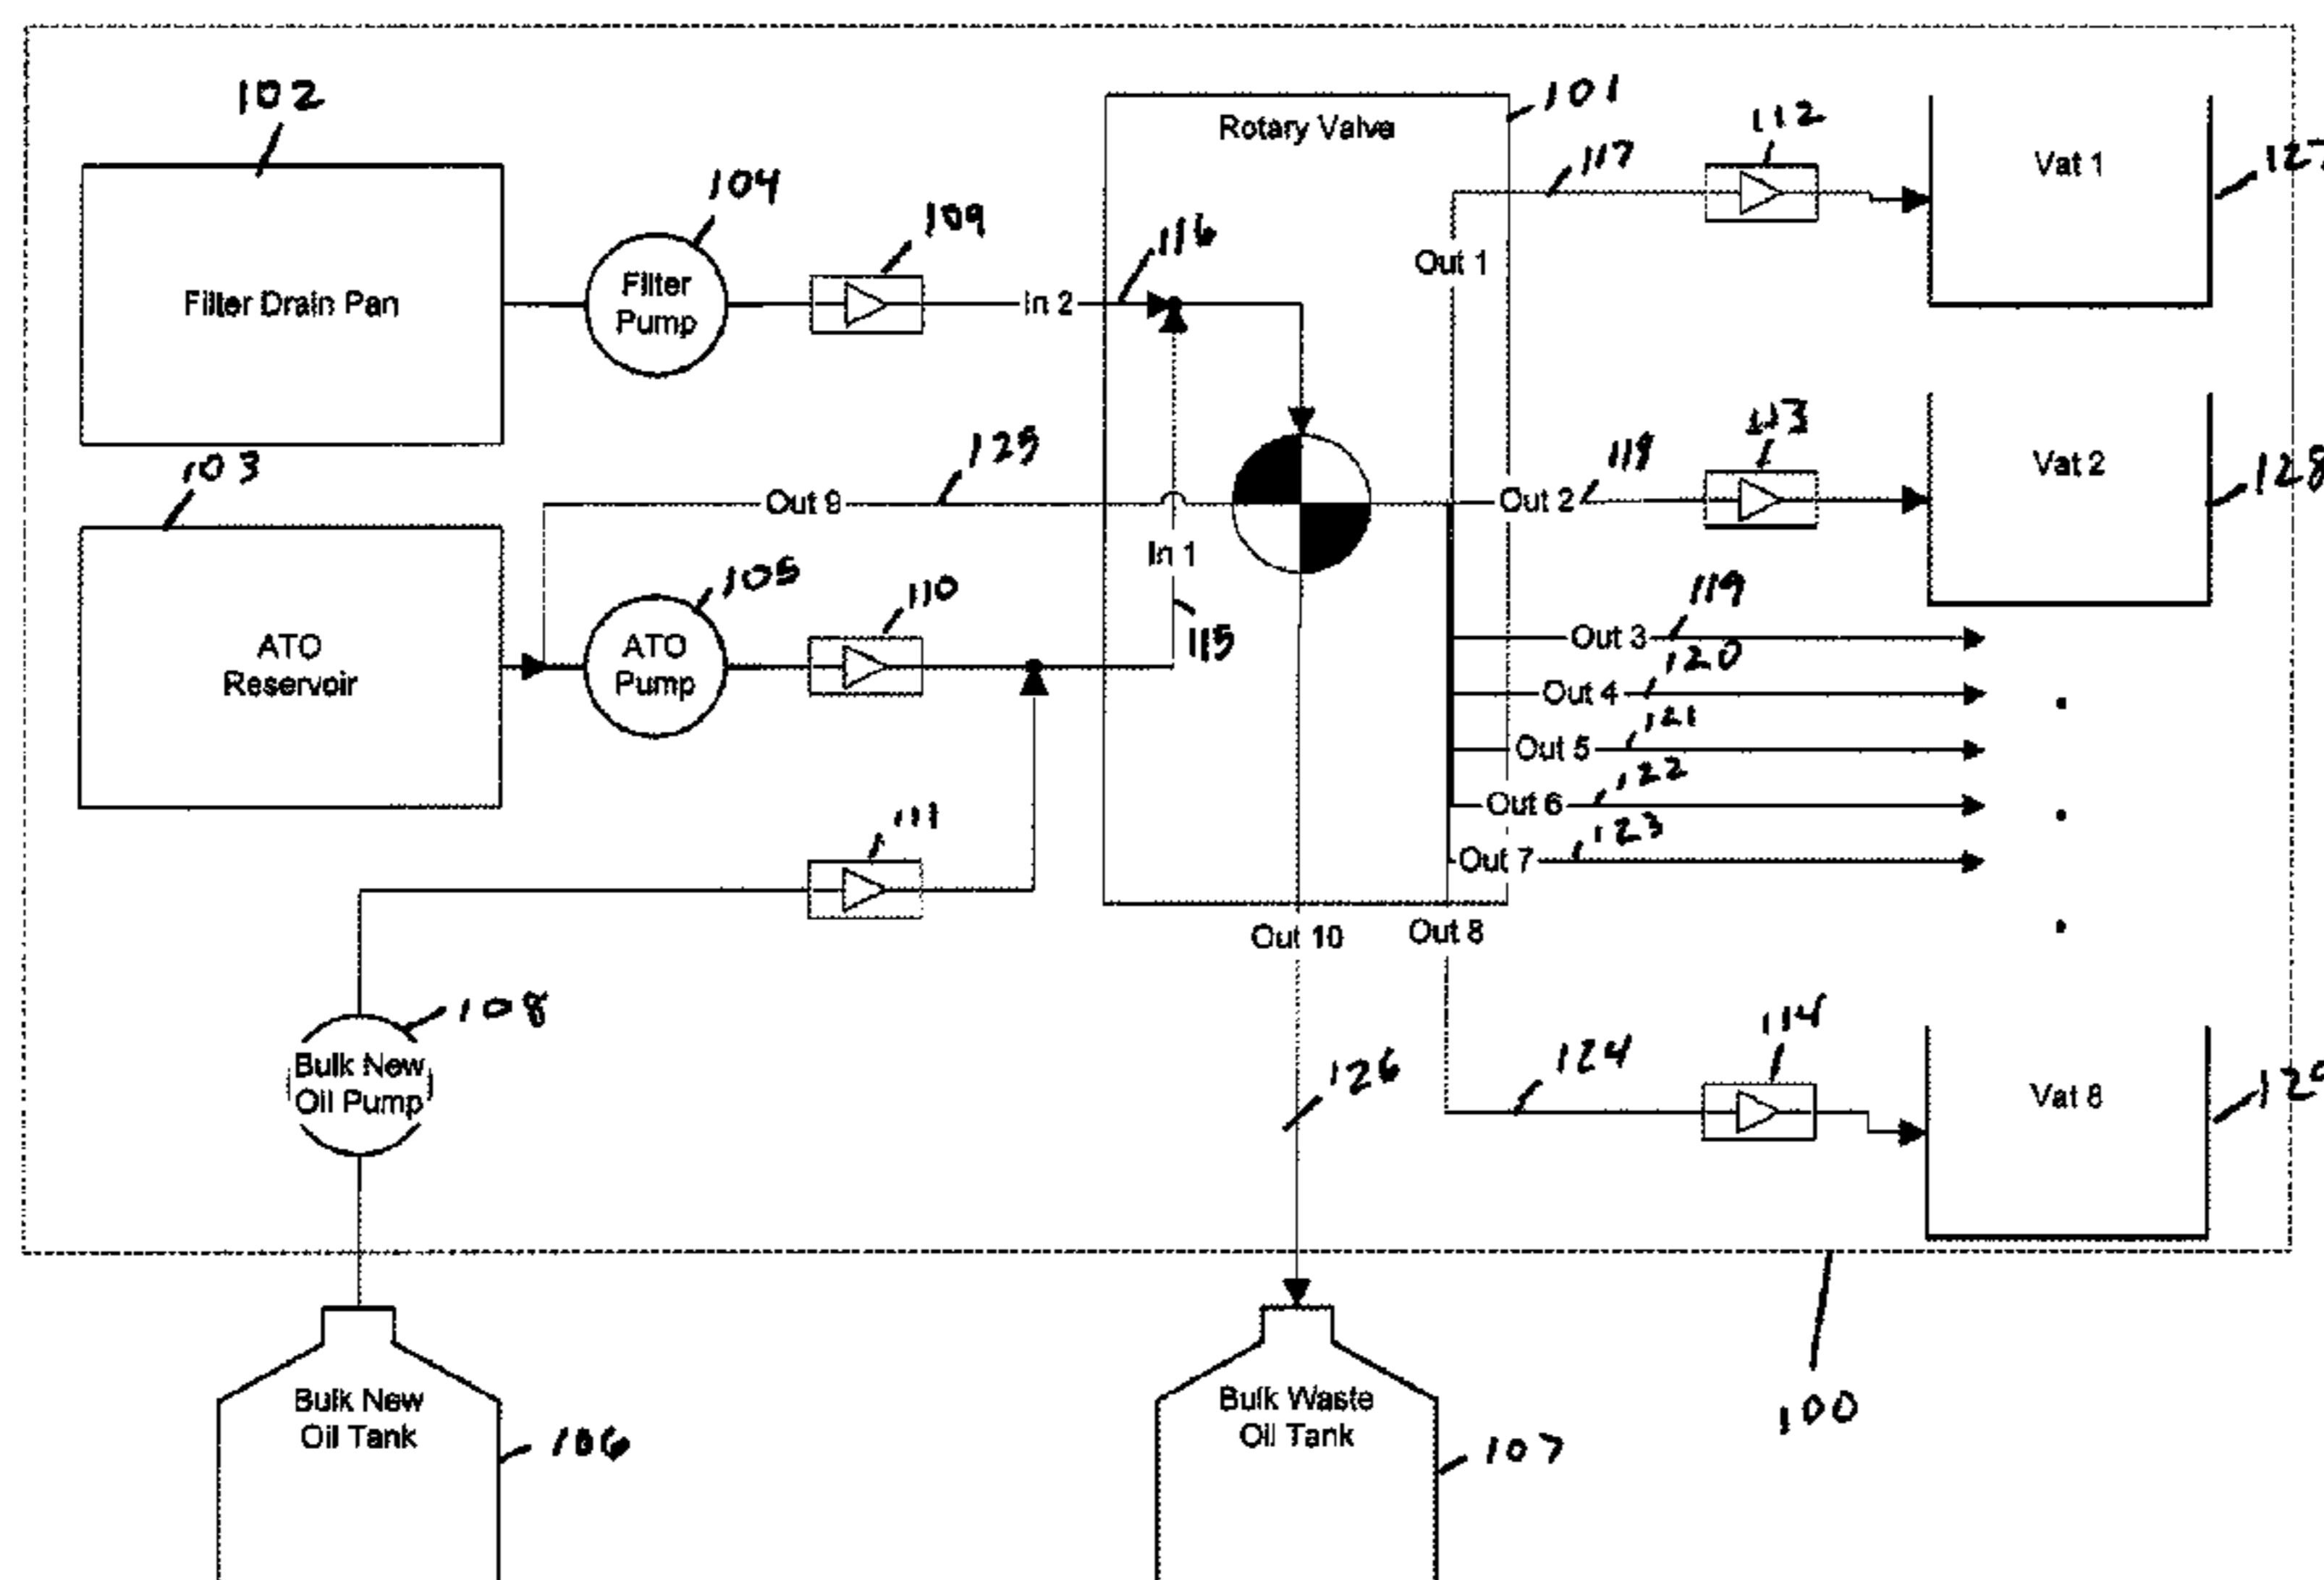 102
101
Rotary Valve
112
117
Vat 1
127
104
109
116
Filter Drain Pan
Filter
Pump
In 2
Out 1
103
125
Out 9
118
113
Out 2
Vat 2
128
In 1
115
105
110
ATO
Reservoir
ATO
Pump
119
Out 3
120
Out 4
121
Out 5
122
Out 6
123
Out 7
111
Out 10
Out 8
108
Bulk New
Oil Pump
126
124
114
Vat 8
129
Bulk New
Oil Tank
106
Bulk Waste
Oil Tank
107
100